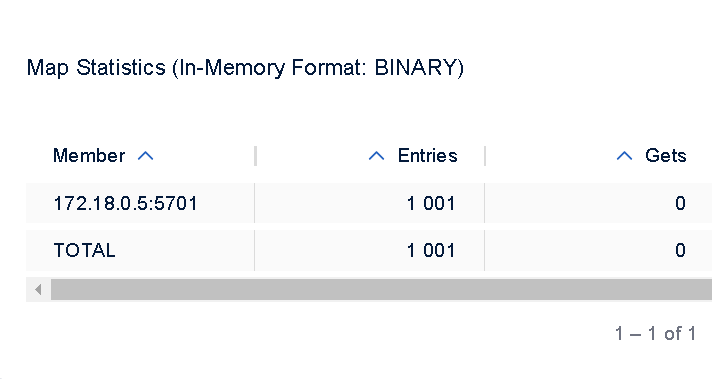 Map Statistics (In-Memory Format: BINARY)
Member Entries Gets
172.18.0.5:5701 1 001 0
TOTAL 1 001 0
1 – 1 of 1